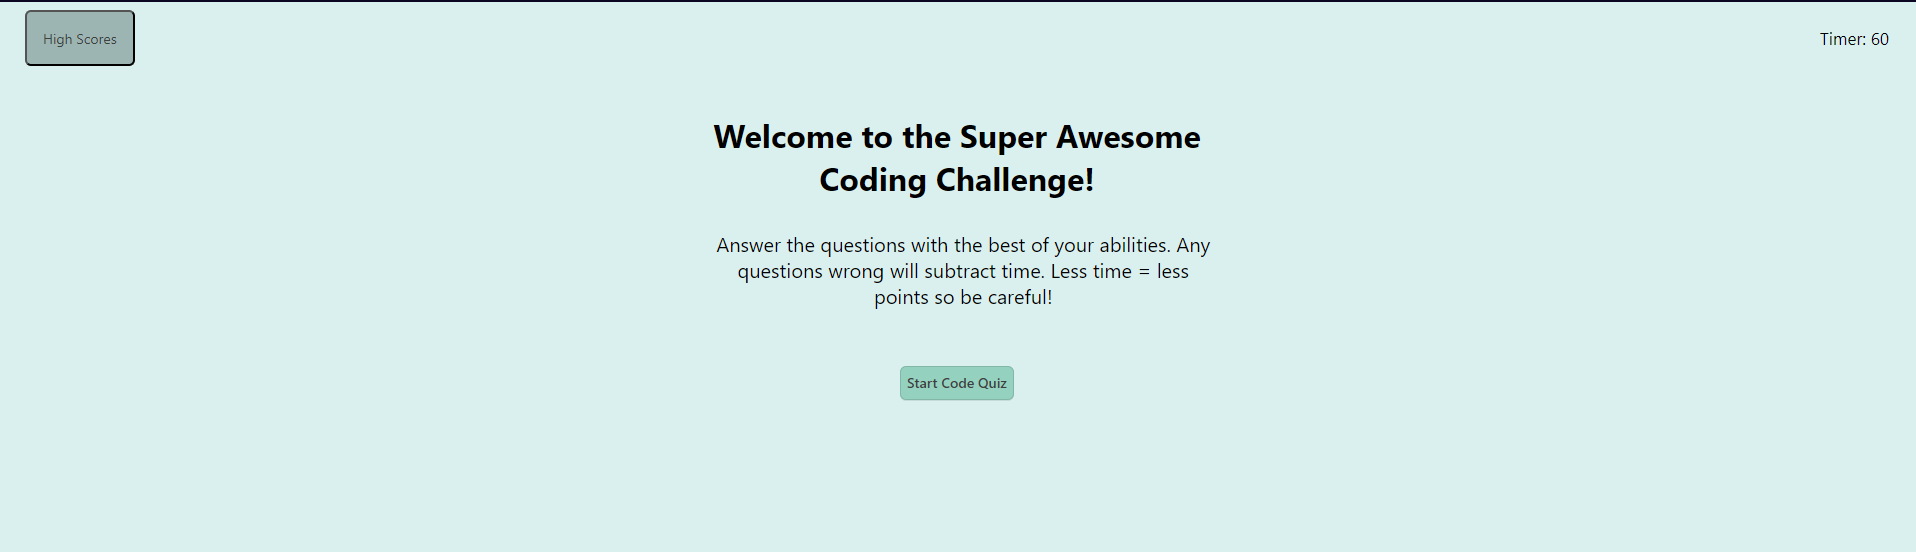 High Scores
Timer: 60
Welcome to the Super Awesome
Coding Challenge!
Answer the questions with the best of your abilities. Any
questions wrong will subtract time. Less time = less
points so be careful!
Start Code Quiz